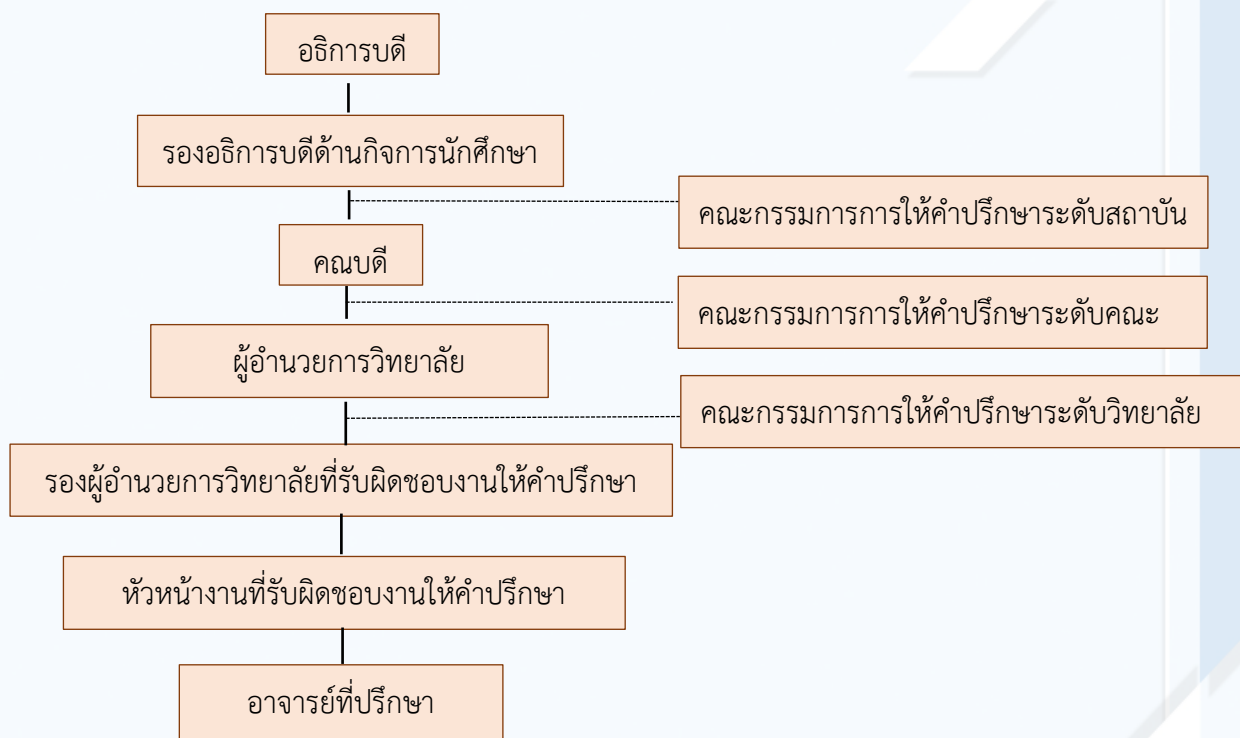 อธิการบดี
รองอธิการบดีด้านกิจการนักศึกษา
คณะกรรมการการให้คำปรึกษาระดับสถาบัน
คณบดี
คณะกรรมการการให้คำปรึกษาระดับคณะ
ผู้อำนวยการวิทยาลัย
คณะกรรมการการให้คำปรึกษาระดับวิทยาลัย
รองผู้อำนวยการวิทยาลัยที่รับผิดชอบงานให้คำปรึกษา
หัวหน้างานที่รับผิดชอบงานให้คำปรึกษา
อาจารย์ที่ปรึกษา